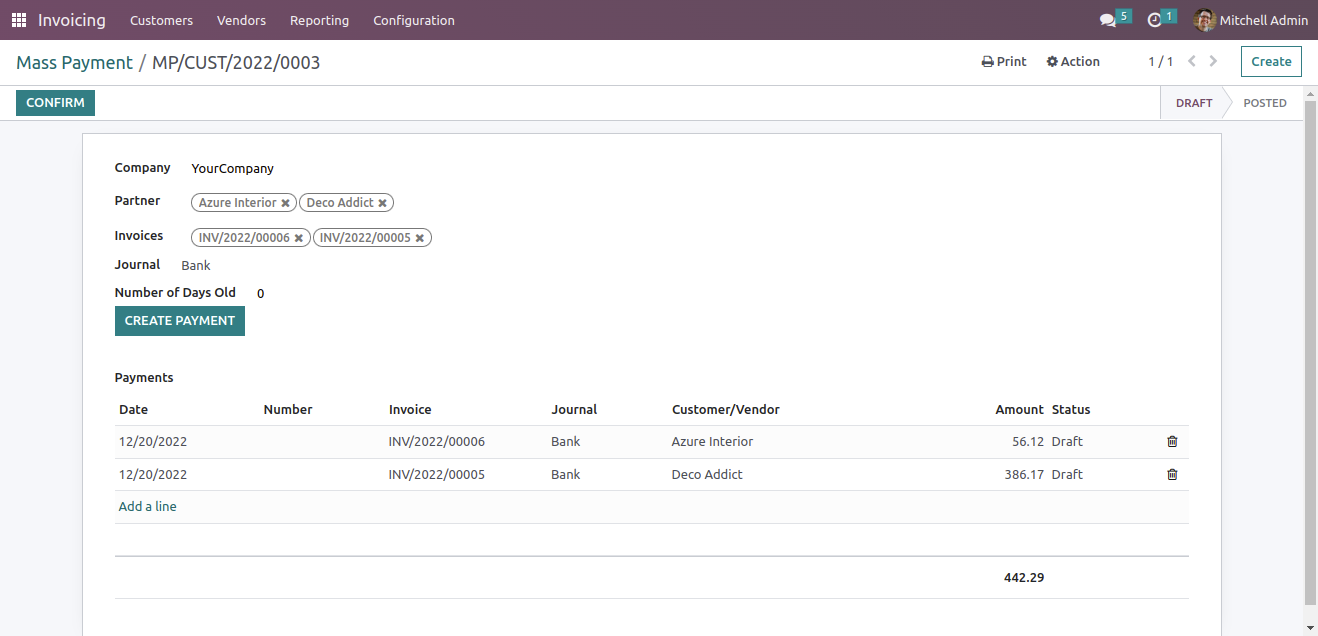 Invoicing Customers Vendors Reporting Configuration 5 1 Mitchell Admin
Mass Payment / MP/CUST/2022/0003 Print Action 1 / 1 Create
CONFIRM DRAFT POSTED
Company YourCompany
Partner Azure Interior Deco Addict
Invoices INV/2022/00006 INV/2022/00005
Journal Bank
Number of Days Old 0
CREATE PAYMENT
Payments
Date Number Invoice Journal Customer/Vendor Amount Status
12/20/2022 INV/2022/00006 Bank Azure Interior 56.12 Draft
12/20/2022 INV/2022/00005 Bank Deco Addict 386.17 Draft
Add a line
442.29